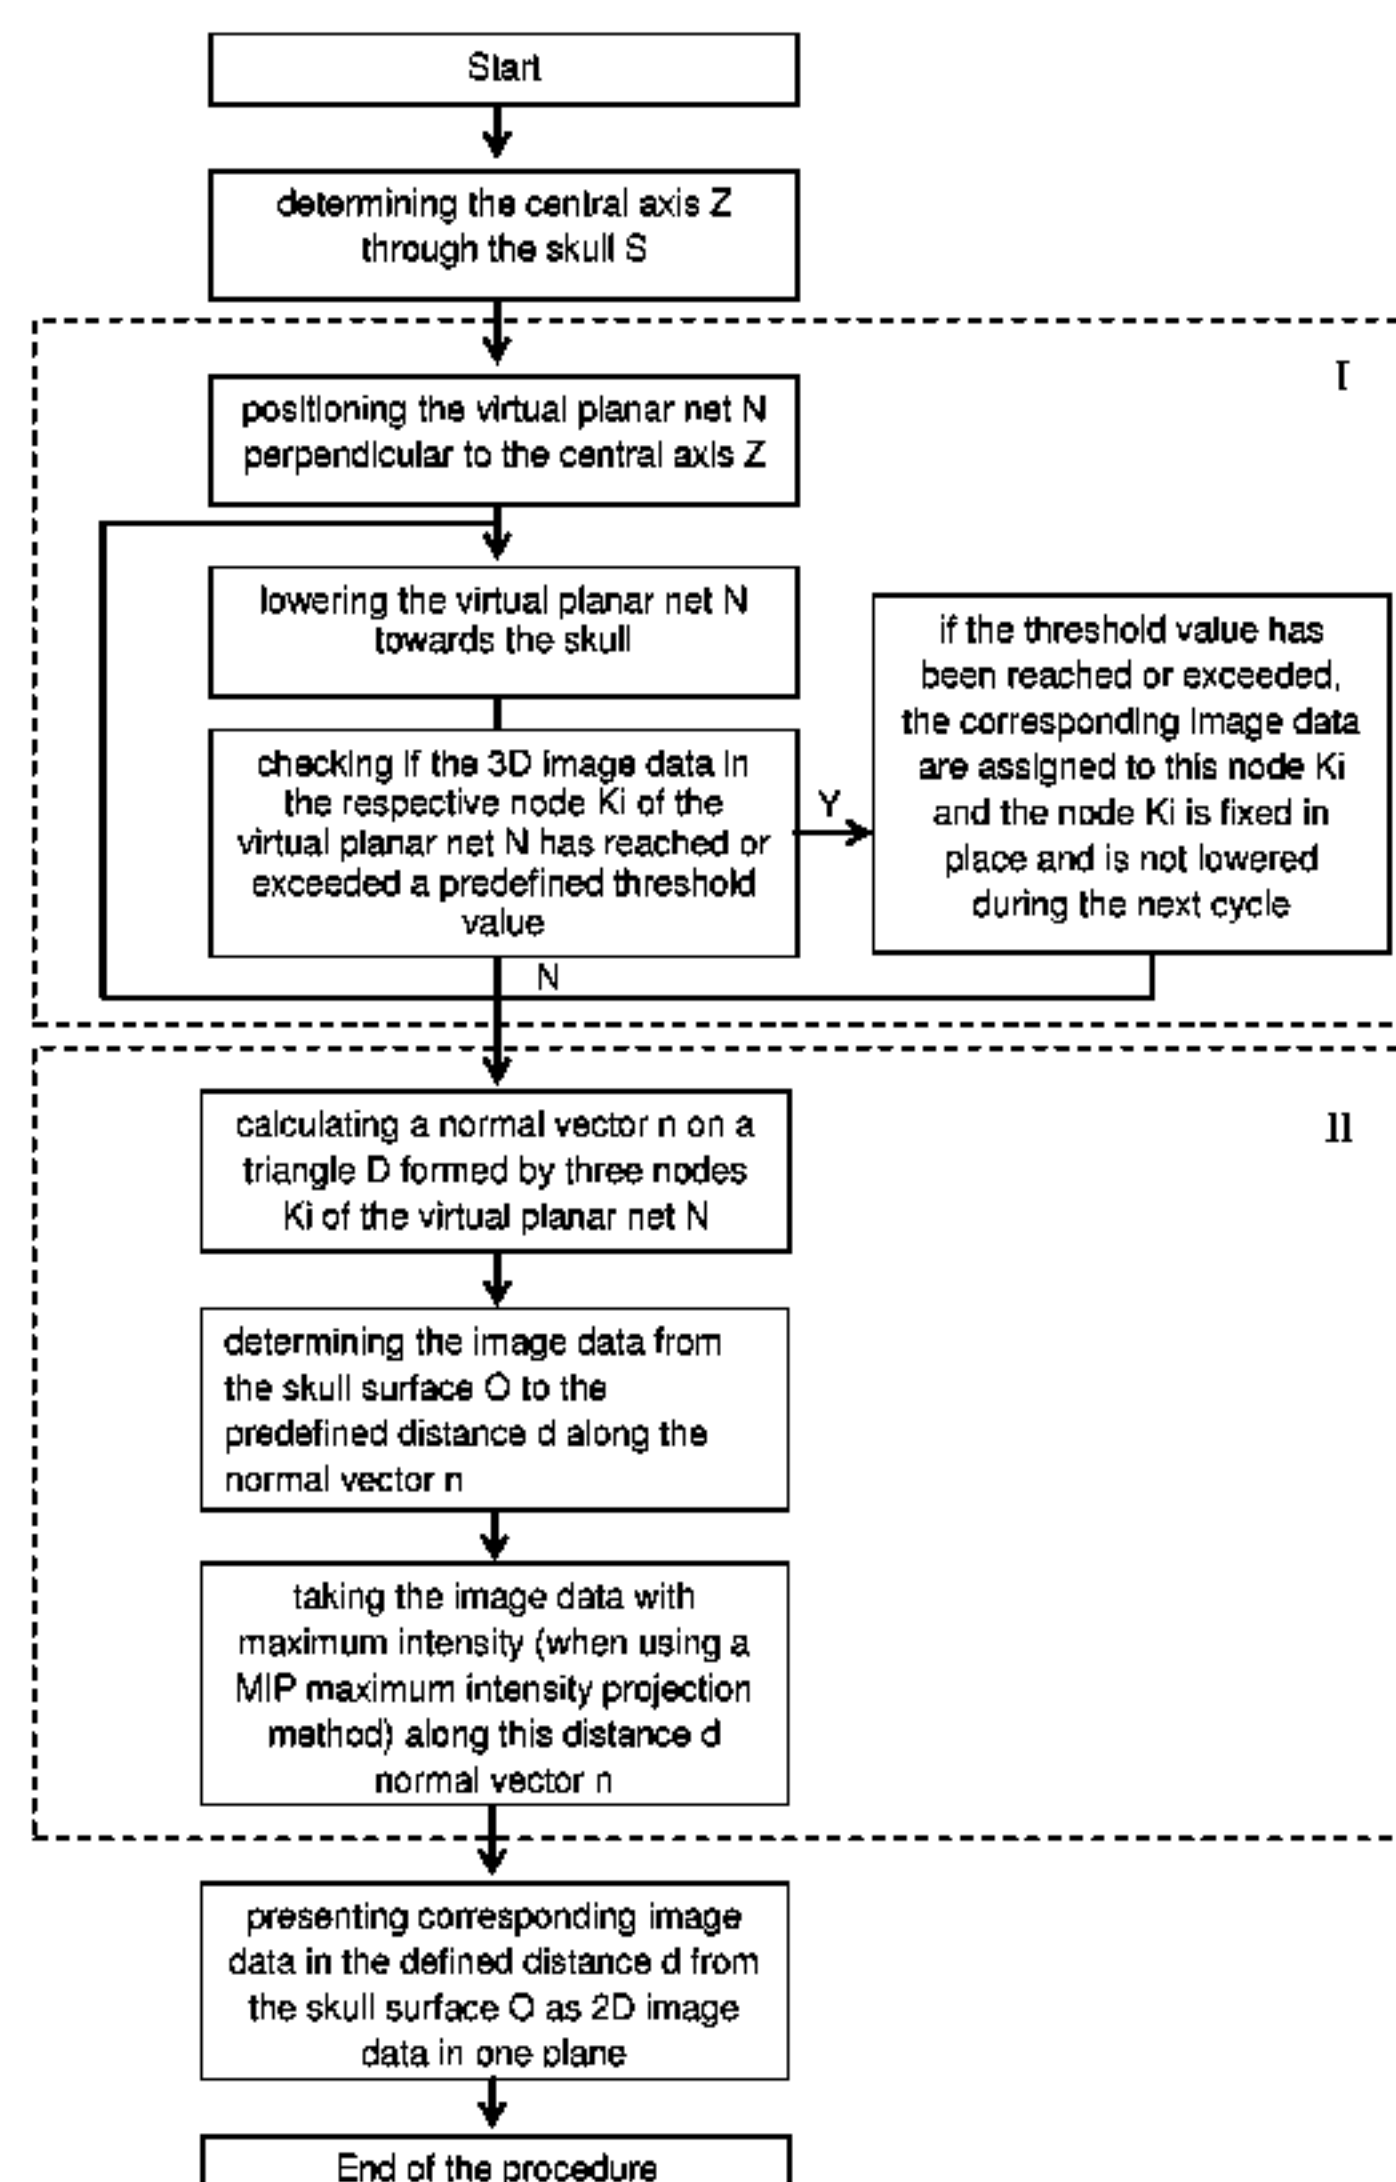 Start
determining the central axis Z
through the skull S
I
positioning the virtual planar net N
perpendicular to the central axis Z
lowering the virtual planar net N
towards the skull
checking if the 3D image data in
the respective node Ki of the
virtual planar net N has reached or
exceeded a predefined threshold
value
Y
if the threshold value has
been reached or exceeded,
the corresponding image data
are assigned to this node Ki
and the node Ki is fixed in
place and is not lowered
during the next cycle
N
II
calculating a normal vector n on a
triangle D formed by three nodes
Ki of the virtual planar net N
determining the image data from
the skull surface O to the
predefined distance d along the
normal vector n
taking the image data with
maximum intensity (when using a
MIP maximum intensity projection
method) along this distance d
normal vector n
presenting corresponding image
data in the defined distance d from
the skull surface O as 2D image
data in one plane
End of the procedure